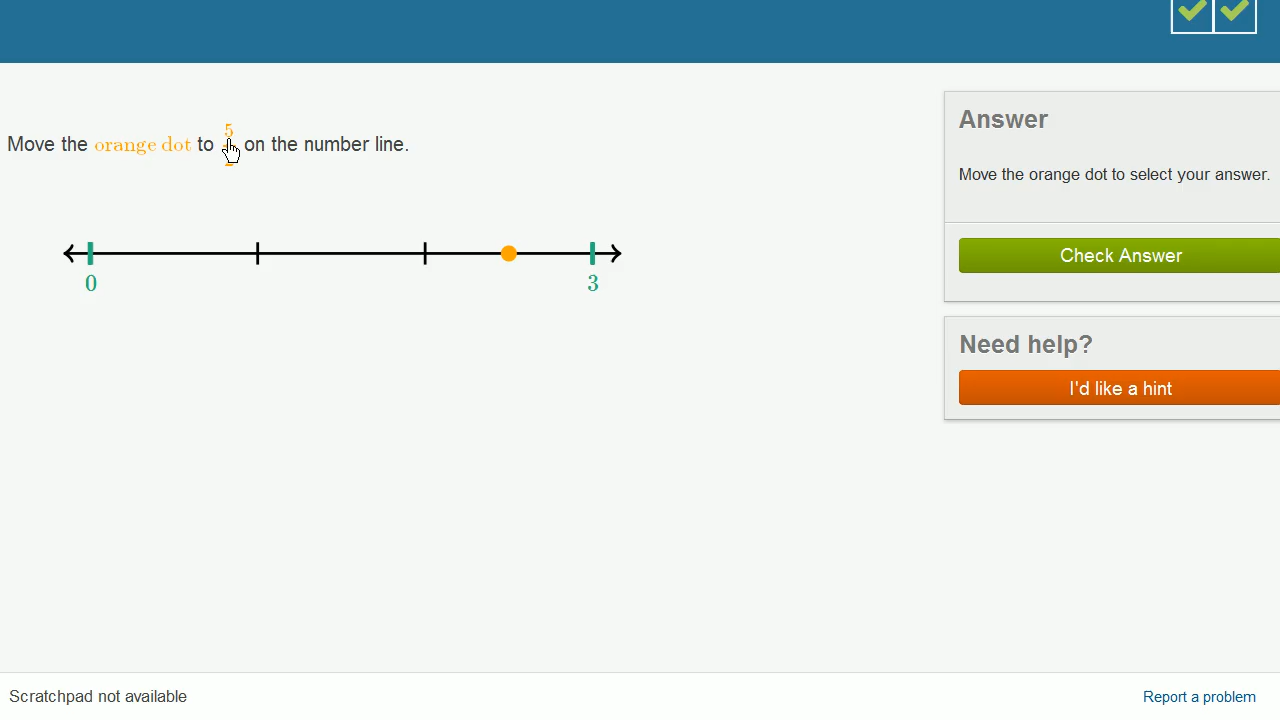 Move the orange dot to 5 on the number line.
0 3
Answer
Move the orange dot to select your answer.
Check Answer
Need help?
I'd like a hint
Scratchpad not available
Report a problem